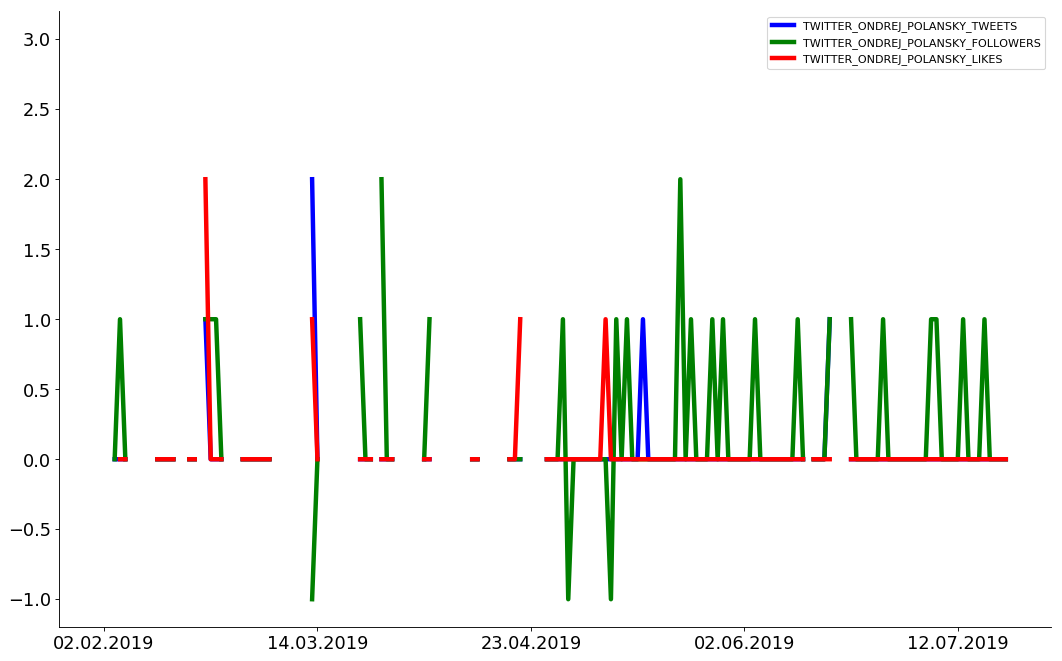 TWITTER_ONDREJ_POLANSKY_TWEETS
TWITTER_ONDREJ_POLANSKY_FOLLOWERS
TWITTER_ONDREJ_POLANSKY_LIKES
3.0
2.5
2.0
1.5
1.0
0.5
0.0
−0.5
−1.0
02.02.2019 14.03.2019 23.04.2019 02.06.2019 12.07.2019